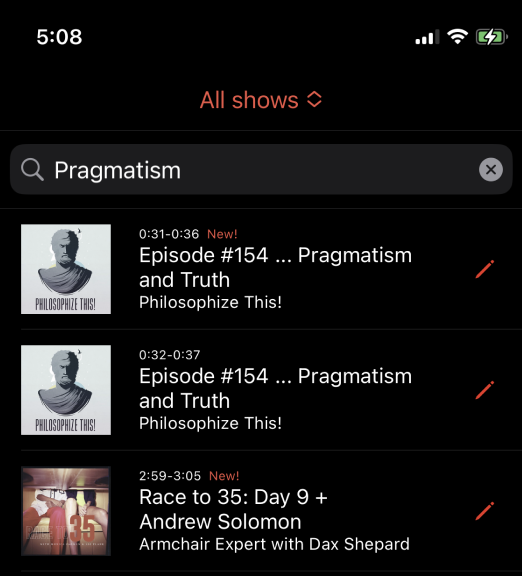 5:08
All shows
Pragmatism
0:31-0:36 New!
Episode #154 ... Pragmatism
and Truth
Philosophize This!
PHILOSOPHIZE THIS!
0:32-0:37
Episode #154 ... Pragmatism
and Truth
Philosophize This!
PHILOSOPHIZE THIS!
2:59-3:05 New!
Race to 35: Day 9 +
Andrew Solomon
Armchair Expert with Dax Shepard
35